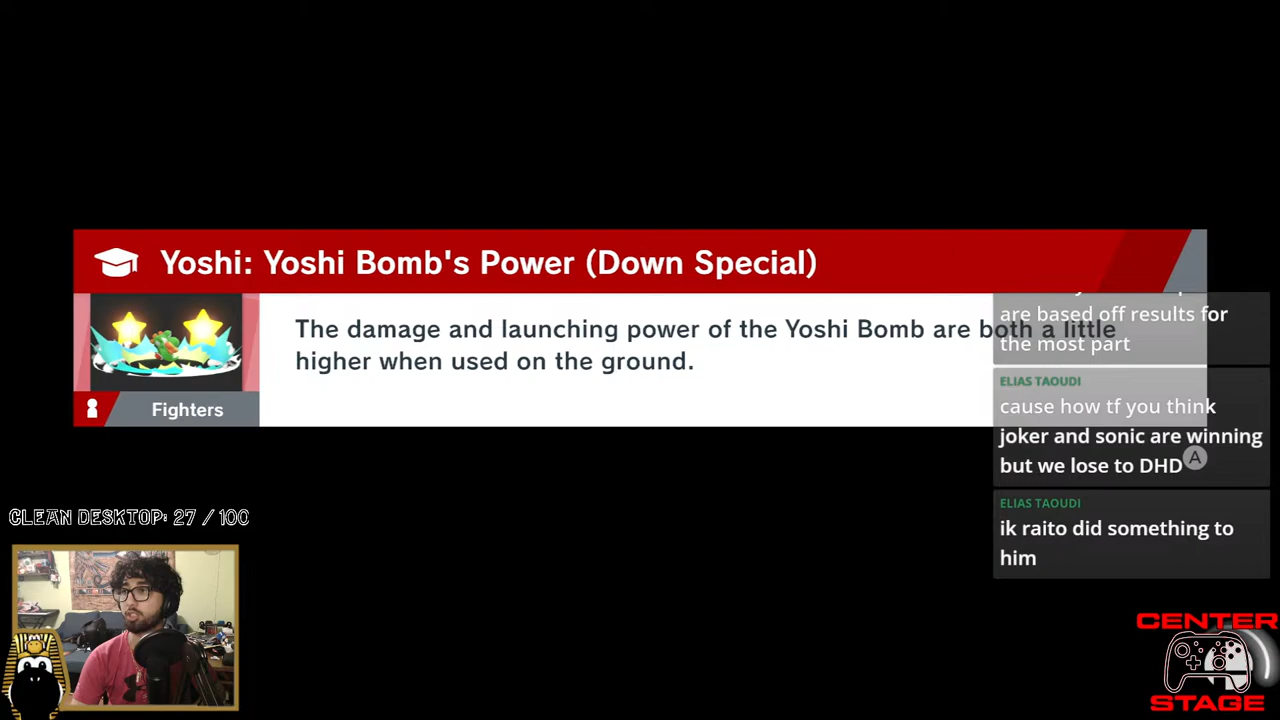 Yoshi: Yoshi Bomb's Power (Down Special)
The damage and launching power of the Yoshi Bomb are both a little
higher when used on the ground.
Fighters
are based off results for
the most part
ELIAS TAOUDI
cause how tf you think
joker and sonic are winning
but we lose to DHD
A
ELIAS TAOUDI
ik raito did something to
him
CLEAN DESKTOP: 27 / 100
CENTER
STAGE